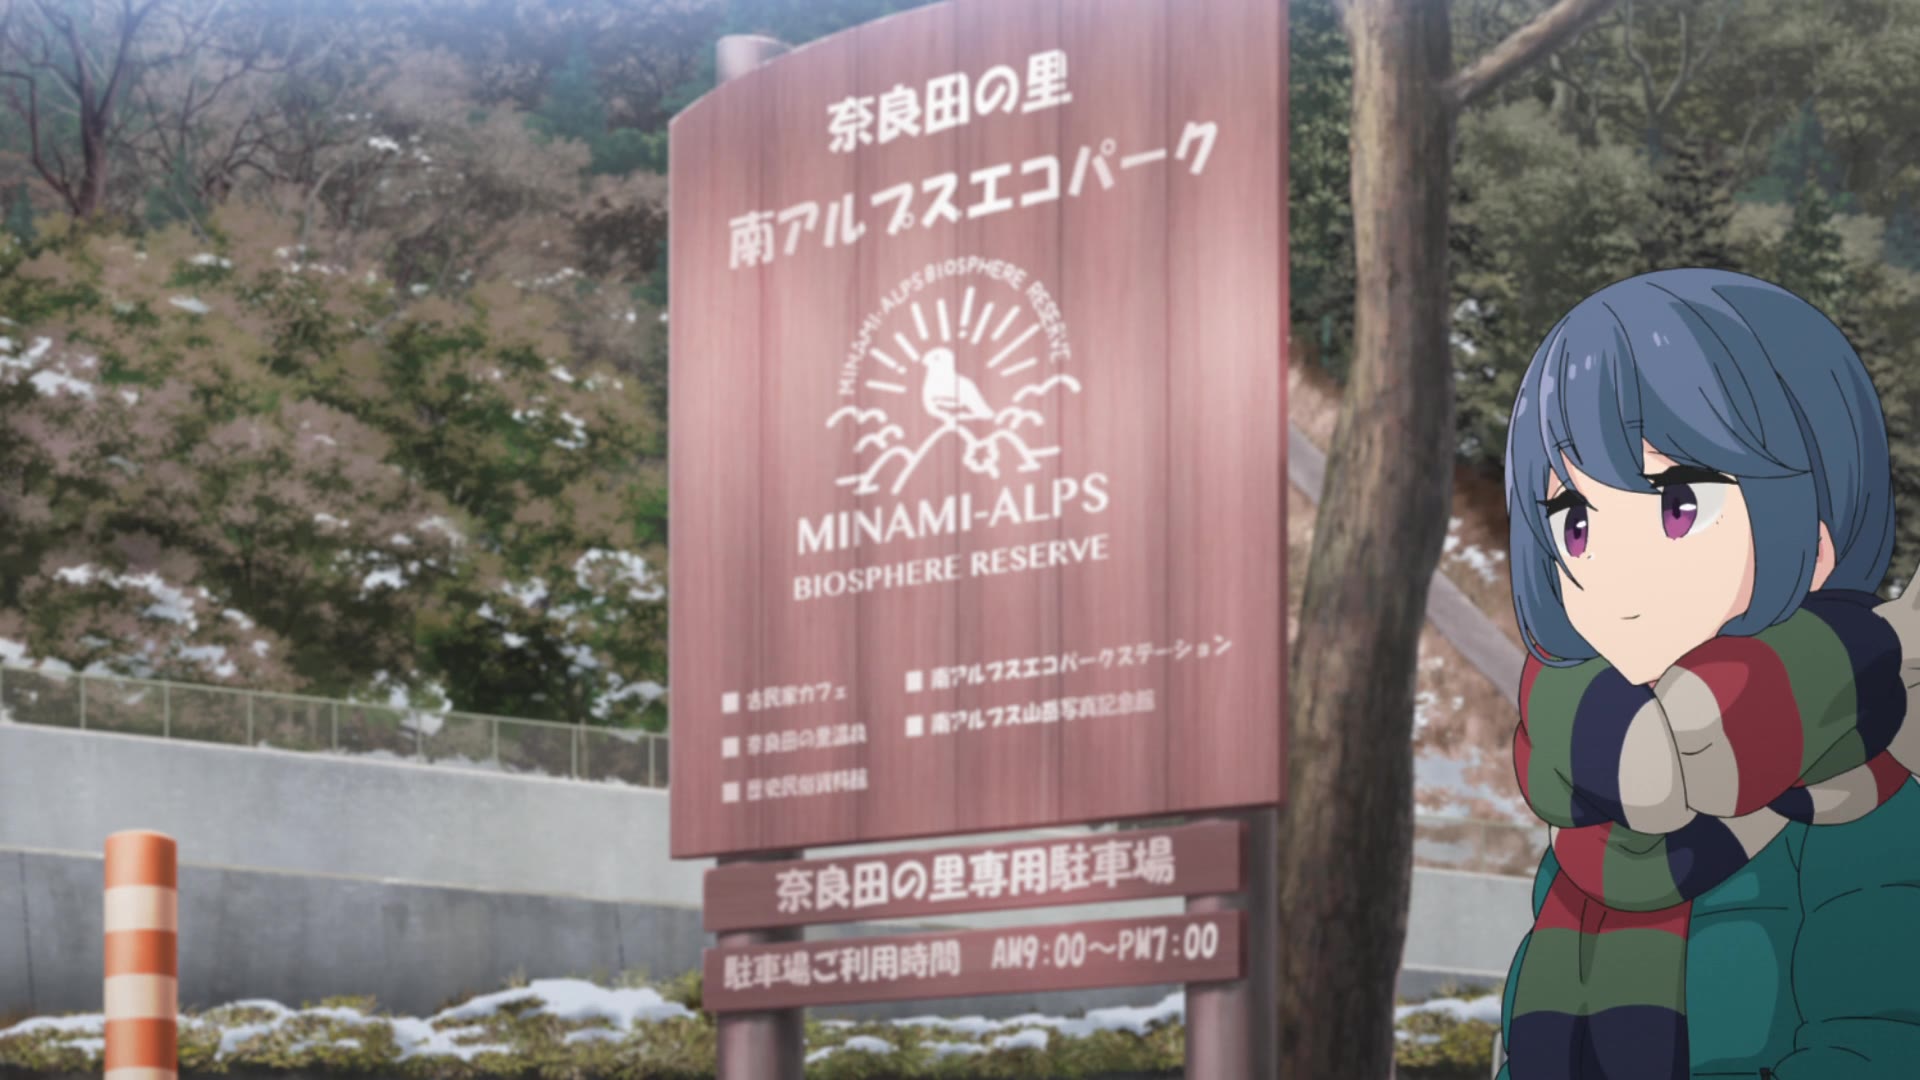 奈良田の里
南アルプスエコパーク
MINAMI-ALPS BIOSPHERE RESERVE
MINAMI-ALPS
BIOSPHERE RESERVE
■ 古民家カフェ
■ 奈良田の里温泉
■ 歴史民俗資料館
■ 南アルプスエコパークステーション
■ 南アルプス山岳写真記念館
奈良田の里専用駐車場
駐車場ご利用時間 AM9:00～PM7:00